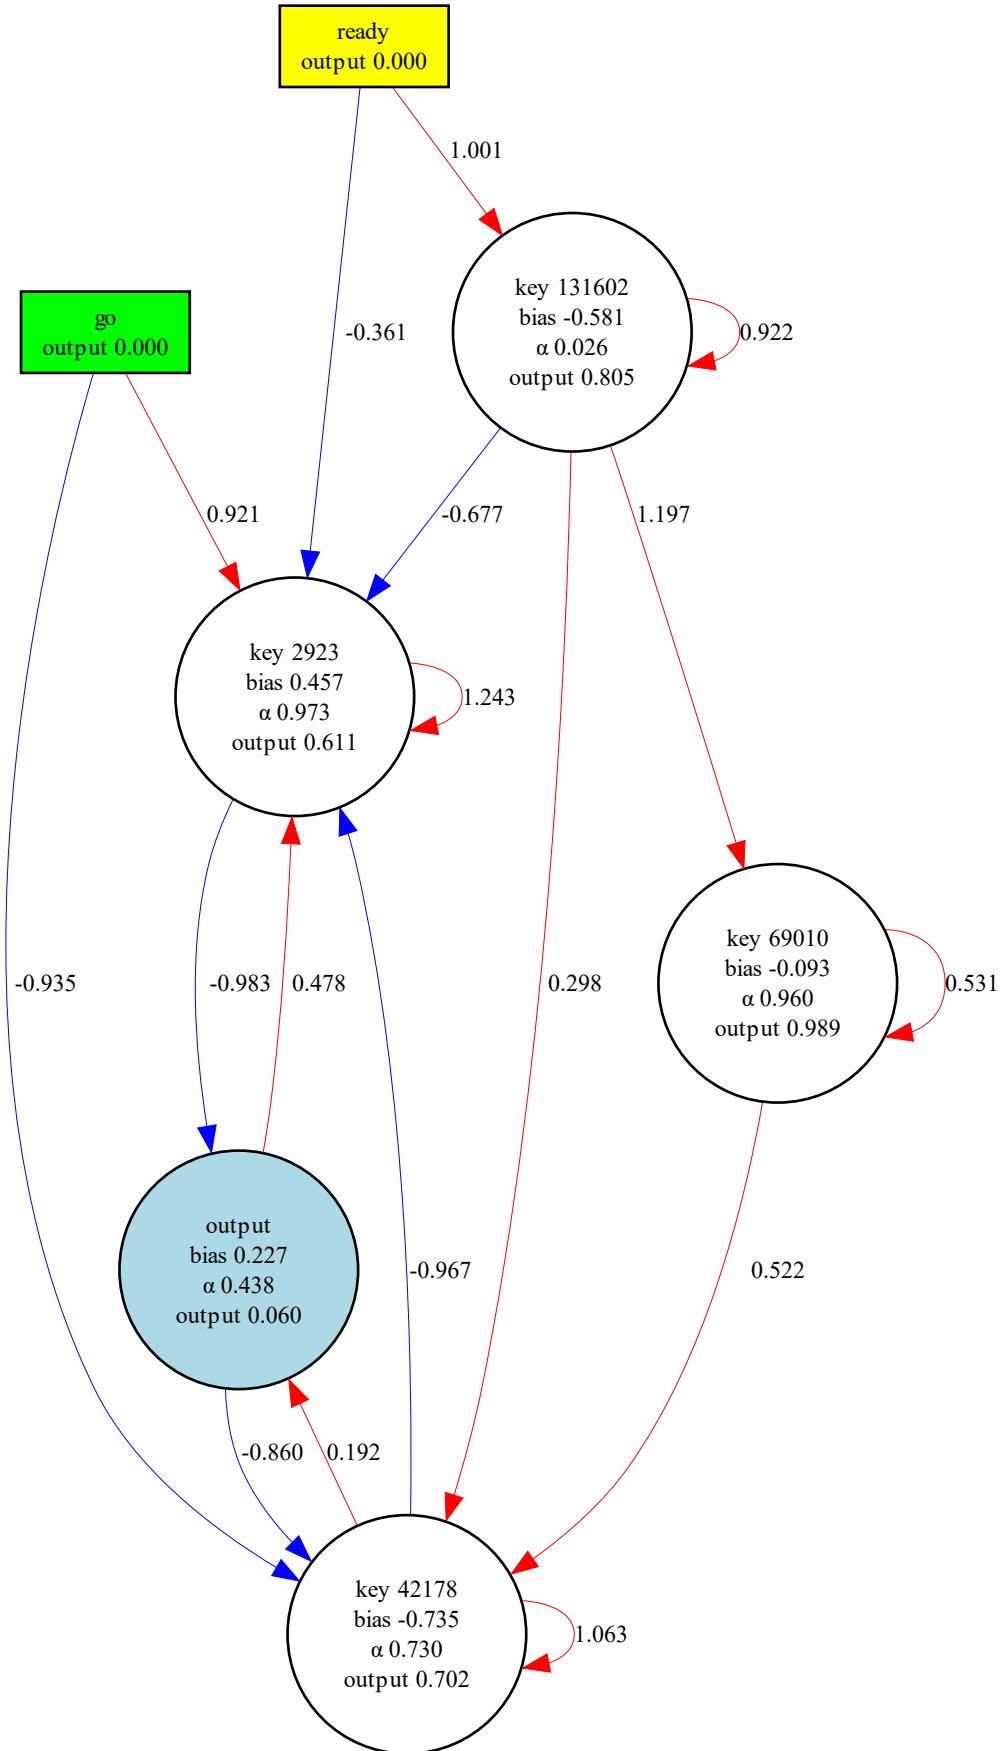 ready
output 0.000
1.001
key 131602
bias -0.581
α 0.026
output 0.805
0.922
go
output 0.000
-0.361
0.921
-0.677
1.197
key 2923
bias 0.457
α 0.973
output 0.611
1.243
key 69010
bias -0.093
α 0.960
output 0.989
0.531
-0.935
-0.983
0.478
0.298
output
bias 0.227
α 0.438
output 0.060
-0.967
0.522
-0.860
0.192
key 42178
bias -0.735
α 0.730
output 0.702
1.063